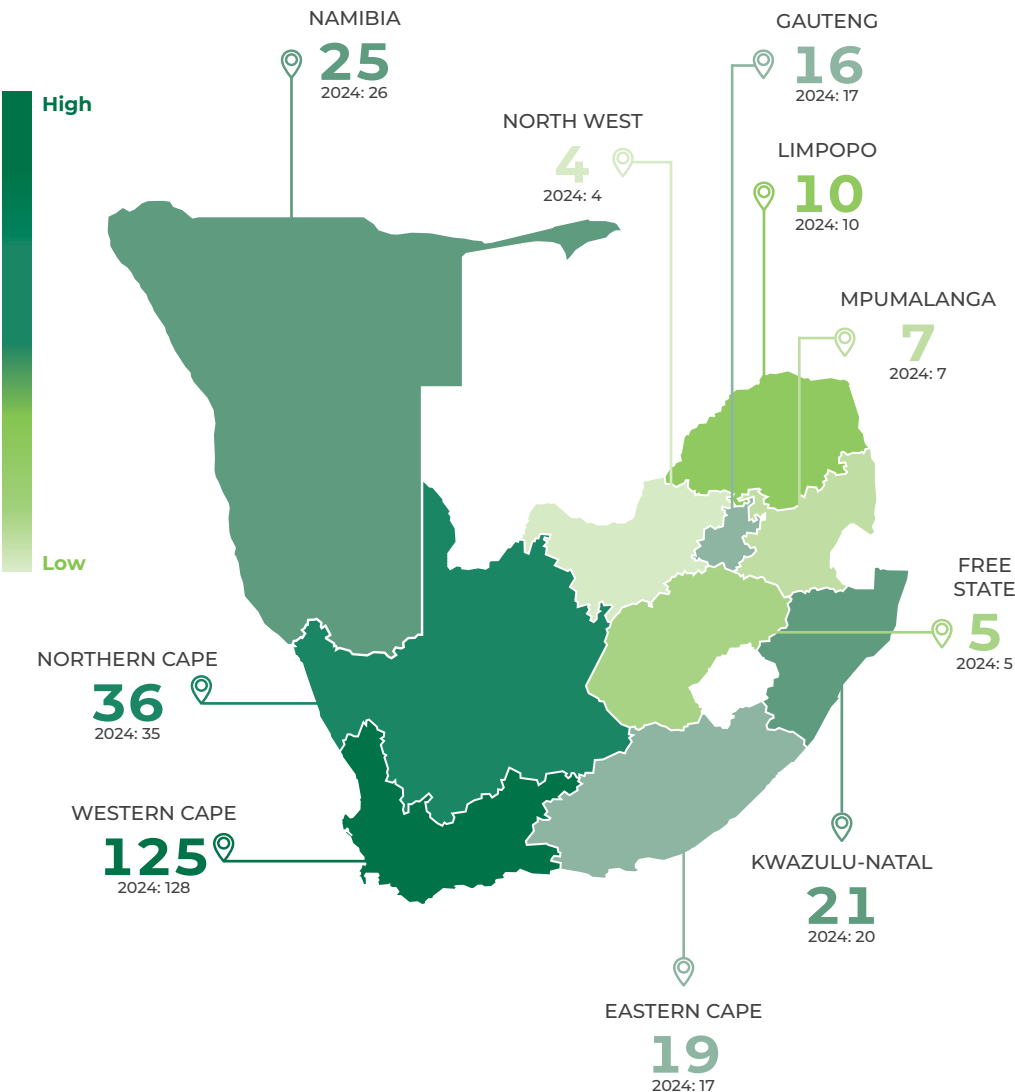 NAMIBIA
25
2024: 26
GAUTENG
16
2024: 17
High
NORTH WEST
4
2024: 4
LIMPOPO
10
2024: 10
MPUMALANGA
7
2024: 7
Low
FREE
STATE
5
2024: 5
NORTHERN CAPE
36
2024: 35
WESTERN CAPE
125
2024: 128
KWAZULU-NATAL
21
2024: 20
EASTERN CAPE
19
2024: 17